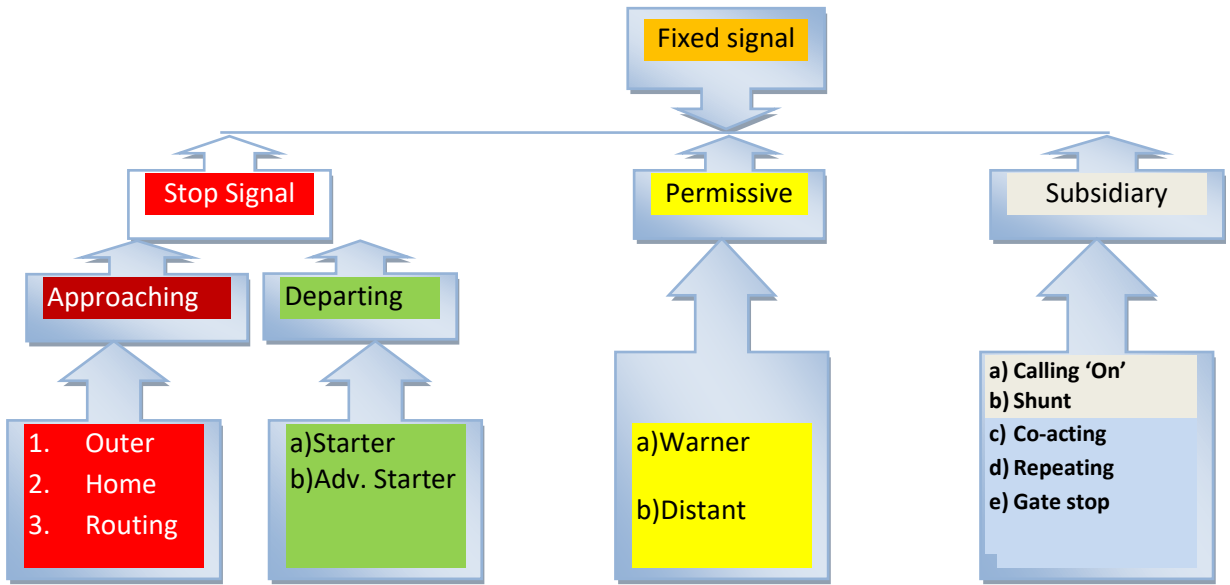 Fixed signal
Stop Signal
Permissive
Subsidiary
Approaching
Departing
1. Outer
2. Home
3. Routing
a)Starter
b)Adv. Starter
a)Warner
b)Distant
a) Calling ‘On’
b) Shunt
c) Co-acting
d) Repeating
e) Gate stop